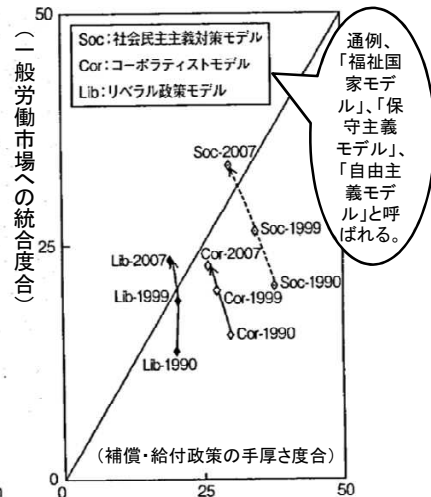 50
(一般労働市場への統合度合)
Soc:社会民主主義対策モデル
Cor:コーポラティストモデル
Lib:リベラル政策モデル
通例、
「福祉国
家モデ
ル」、「保
守主義
モデル」、
「自由主
義モデ
ル」と呼
ばれる。
Soc-2007
25
Soc-1999
Lib-2007
Cor-2007
Lib-1999
Cor-1999
Soc-1990
Cor-1990
Lib-1990
(補償・給付政策の手厚さ度合)
0
0
25
50